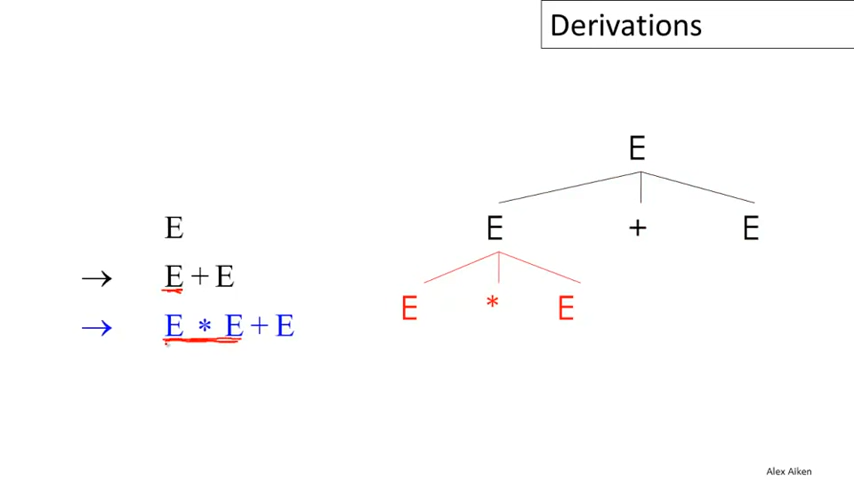 Derivations
E
→ E + E
→ E * E + E
E
E + E
E * E
Alex Aiken